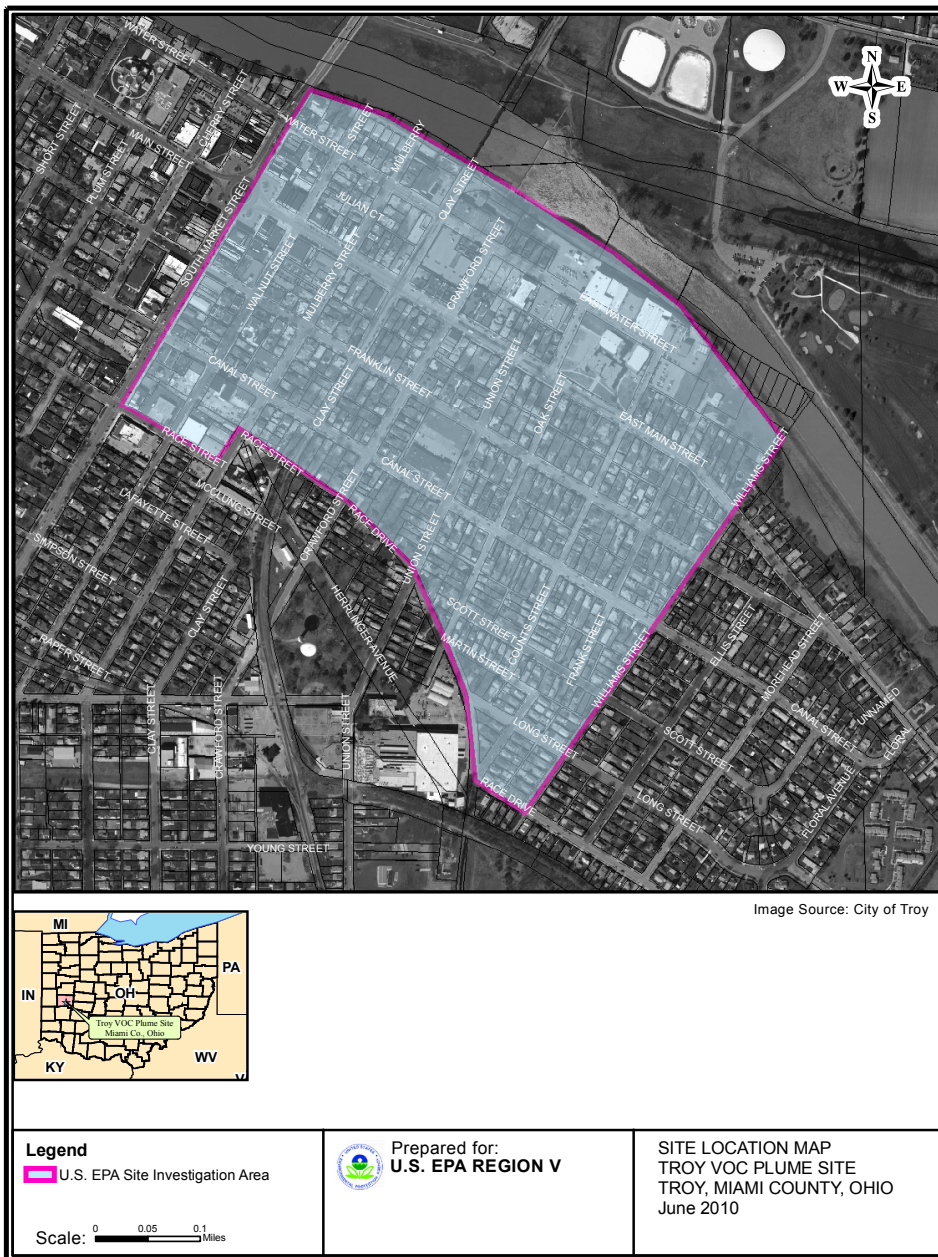 WATER STREET
CHERRY STREET
MAIN STREET
SHORT STREET
PLUM STREET
SOUTH MARKET STREET
N
W E
S
WATER STREET
STREET
MULBERRY
CLAY STREET
JULIAN CT
WALNUT STREET
MULBERRY STREET
CRAWFORD STREET
EAST WATER STREET
CANAL STREET
FRANKLIN STREET
CLAY STREET
UNION STREET
OAK STREET
EAST MAIN STREET
WILLIAMS STREET
RACE STREET
RACE STREET
CANAL STREET
MCCLUNG STREET
LAFAYETTE STREET
CRAWFORD STREET
RACE DRIVE
UNION STREET
SIMPSON STREET
CLAY STREET
HERRLINGER AVENUE
SCOTT STREET
COUNTS STREET
FRANK STREET
MARTIN STREET
WILLIAMS STREET
ELLIS STREET
MOREHEAD STREET
RAPER STREET
CLAY STREET
CRAWFORD STREET
UNION STREET
LONG STREET
SCOTT STREET
CANAL STREET
UNNAMED
FLORAL
RACE DRIVE
LONG STREET
FLORAL AVENUE
YOUNG STREET
Image Source: City of Troy
MI
PA
IN
OH
Troy VOC Plume Site
Miami Co., Ohio
WV
KY
V
Legend
U.S. EPA Site Investigation Area
Scale: 0 0.05 0.1
Miles
UNITED STATES
ENVIRONMENTAL PROTECTION
Prepared for:
U.S. EPA REGION V
SITE LOCATION MAP
TROY VOC PLUME SITE
TROY, MIAMI COUNTY, OHIO
June 2010